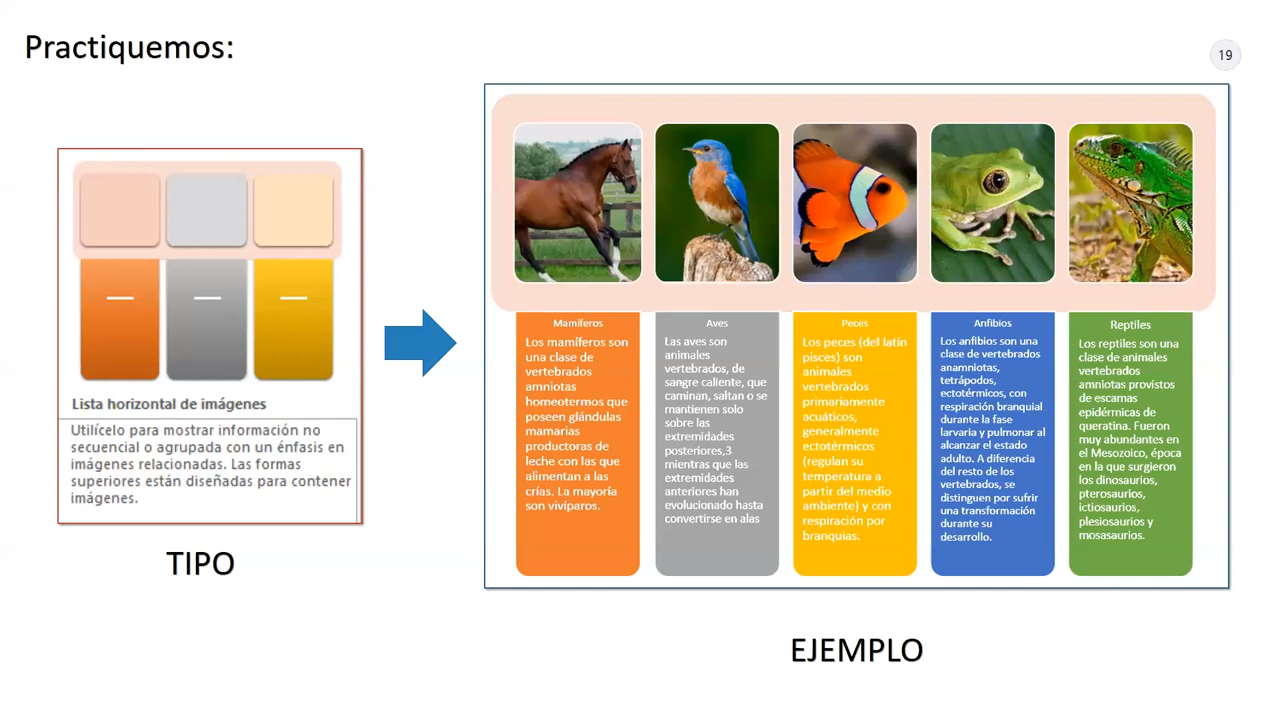 Practiquemos:
19
Lista horizontal de imágenes
Utilícelo para mostrar información no
secuencial o agrupada con un énfasis en
imágenes relacionadas. Las formas
superiores están diseñadas para contener
imágenes.
TIPO
Mamíferos
Los mamíferos son
una clase de
vertebrados
amniotas
homeotermos que
poseen glándulas
mamarias
productoras de
leche con las que
alimentan a las
crías. La mayoría
son vivíparos.
Aves
Las aves son
animales
vertebrados, de
sangre caliente, que
caminan, saltan o se
mantienen solo
sobre las
extremidades
posteriores,3
mientras que las
extremidades
anteriores han
evolucionado hasta
convertirse en alas
Peces
Los peces (del latín
pisces) son
animales
vertebrados
primariamente
acuáticos,
generalmente
ectotérmicos
(regulan su
temperatura a
partir del medio
ambiente) y con
respiración por
branquias.
Anfibios
Los anfibios son una
clase de vertebrados
anamniotas,
tetrápodos,
ectotérmicos, con
respiración branquial
durante la fase
larvaria y pulmonar al
alcanzar el estado
adulto. A diferencia
del resto de los
vertebrados, se
distinguen por sufrir
una transformación
durante su
desarrollo.
Reptiles
Los reptiles son una
clase de animales
vertebrados
amniotas provistos
de escamas
epidérmicas de
queratina. Fueron
muy abundantes en
el Mesozoico, época
en la que surgieron
los dinosaurios,
pterosaurios,
ictiosaurios,
plesiosaurios y
mosasaurios.
EJEMPLO